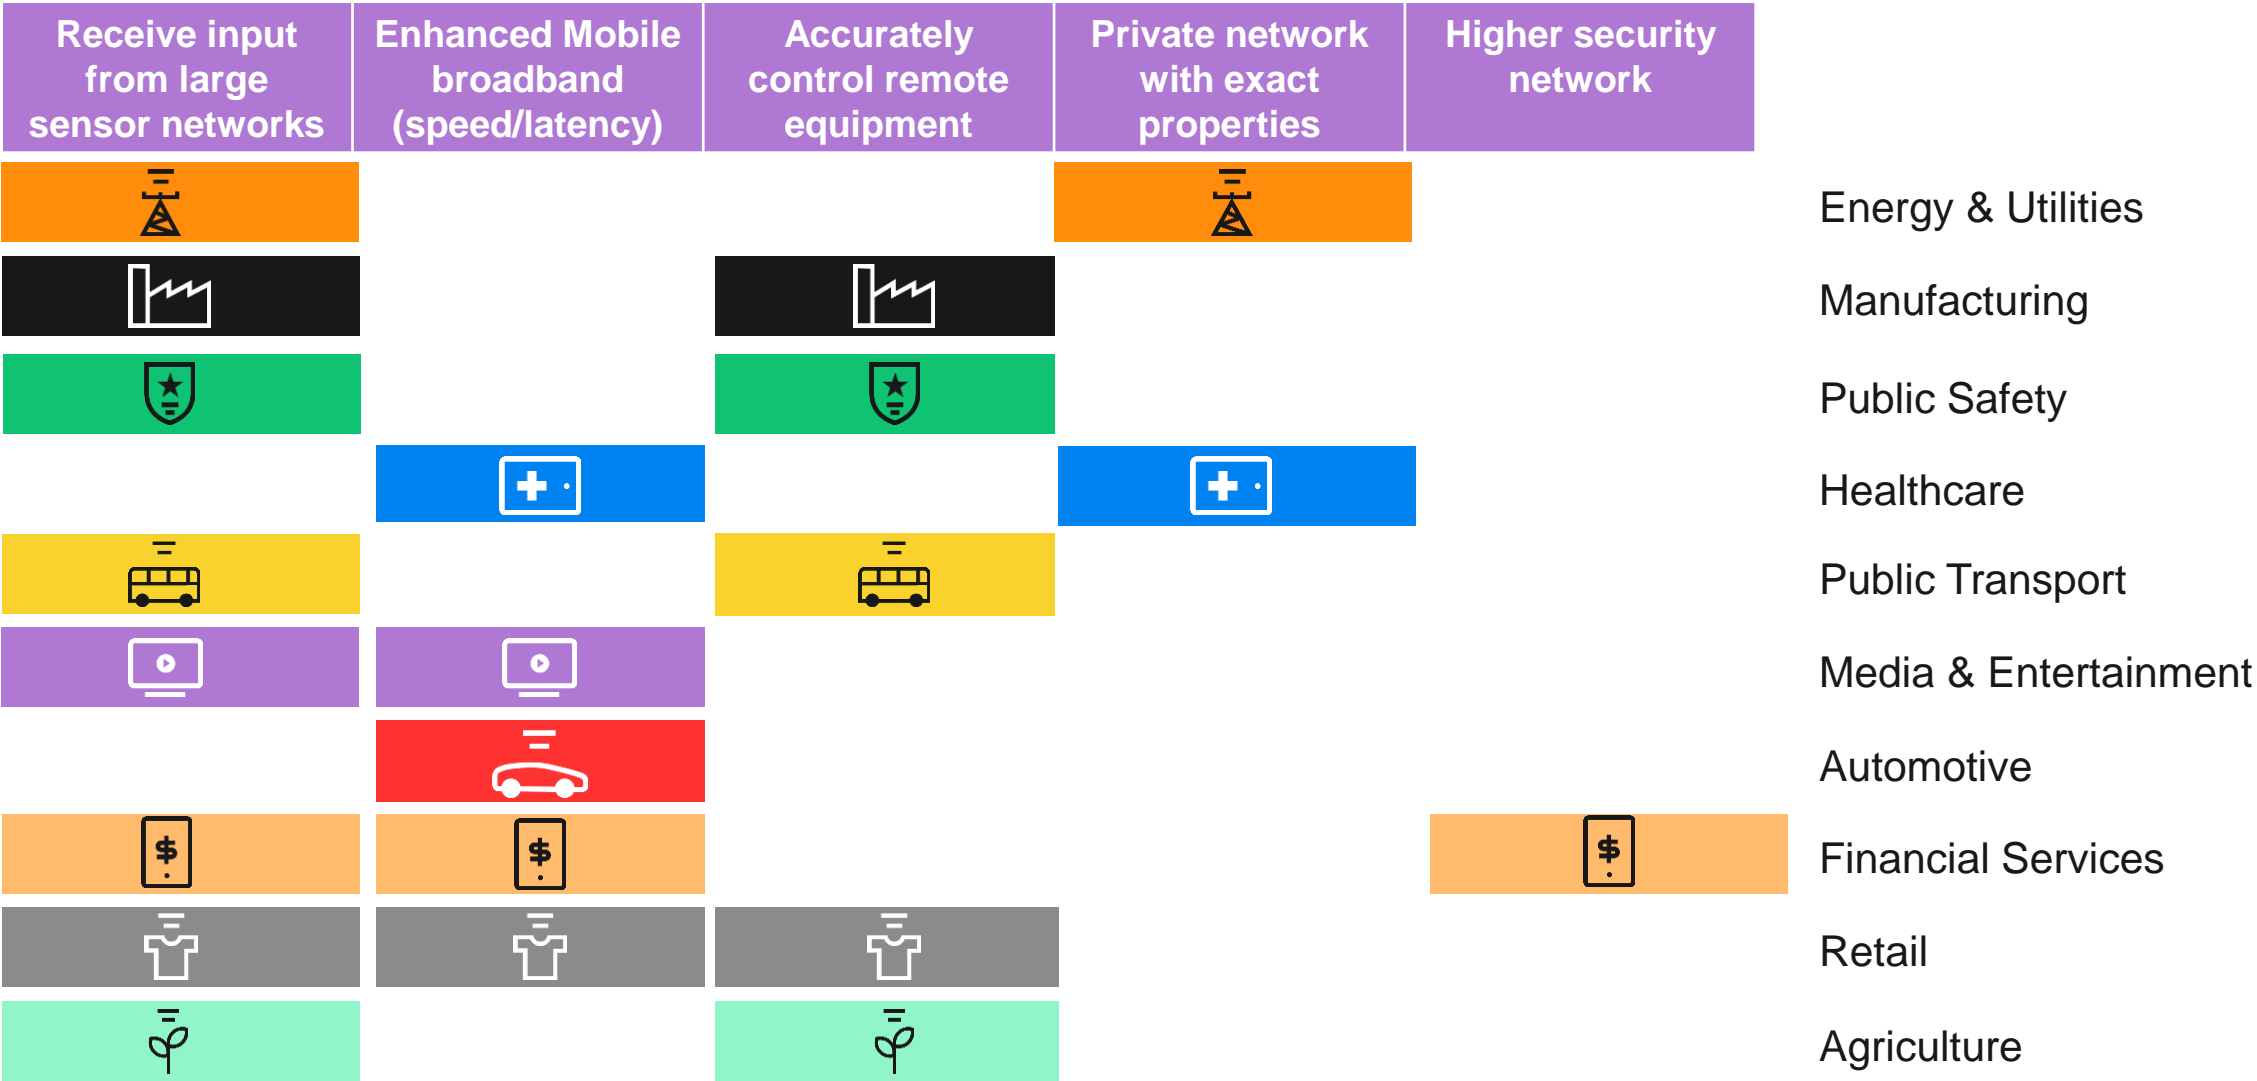 Receive input
from large
sensor networks
Enhanced Mobile
broadband
(speed/latency)
Accurately
control remote
equipment
Private network
with exact
properties
Higher security
network
Energy & Utilities
Manufacturing
Public Safety
Healthcare
Public Transport
Media & Entertainment
Automotive
$
$
$
Financial Services
Retail
Agriculture